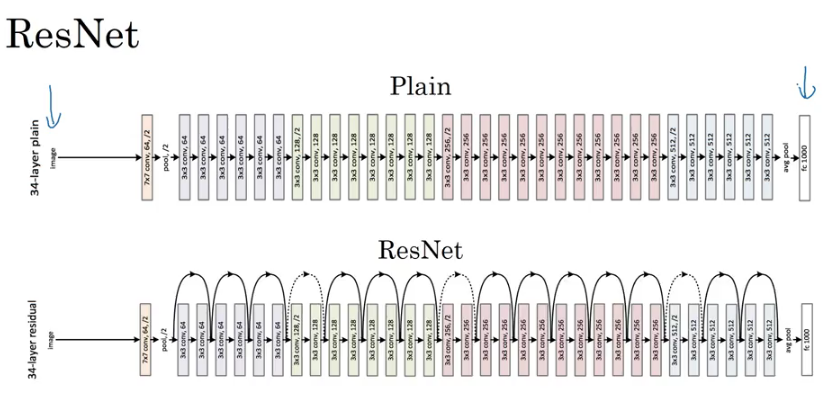 ResNet
Plain
34-layer plain
image
7x7 conv, 64, /2
pool, /2
3x3 conv, 64
3x3 conv, 64
3x3 conv, 64
3x3 conv, 64
3x3 conv, 64
3x3 conv, 64
3x3 conv, 128, /2
3x3 conv, 128
3x3 conv, 128
3x3 conv, 128
3x3 conv, 128
3x3 conv, 128
3x3 conv, 128
3x3 conv, 128
3x3 conv, 256, /2
3x3 conv, 256
3x3 conv, 256
3x3 conv, 256
3x3 conv, 256
3x3 conv, 256
3x3 conv, 256
3x3 conv, 256
3x3 conv, 256
3x3 conv, 256
3x3 conv, 256
3x3 conv, 256
3x3 conv, 512, /2
3x3 conv, 512
3x3 conv, 512
3x3 conv, 512
3x3 conv, 512
3x3 conv, 512
avg pool
fc 1000
ResNet
34-layer residual
image
7x7 conv, 64, /2
pool, /2
3x3 conv, 64
3x3 conv, 64
3x3 conv, 64
3x3 conv, 64
3x3 conv, 64
3x3 conv, 64
3x3 conv, 128, /2
3x3 conv, 128
3x3 conv, 128
3x3 conv, 128
3x3 conv, 128
3x3 conv, 128
3x3 conv, 128
3x3 conv, 128
3x3 conv, 256, /2
3x3 conv, 256
3x3 conv, 256
3x3 conv, 256
3x3 conv, 256
3x3 conv, 256
3x3 conv, 256
3x3 conv, 256
3x3 conv, 256
3x3 conv, 256
3x3 conv, 256
3x3 conv, 256
3x3 conv, 512, /2
3x3 conv, 512
3x3 conv, 512
3x3 conv, 512
3x3 conv, 512
3x3 conv, 512
avg pool
fc 1000